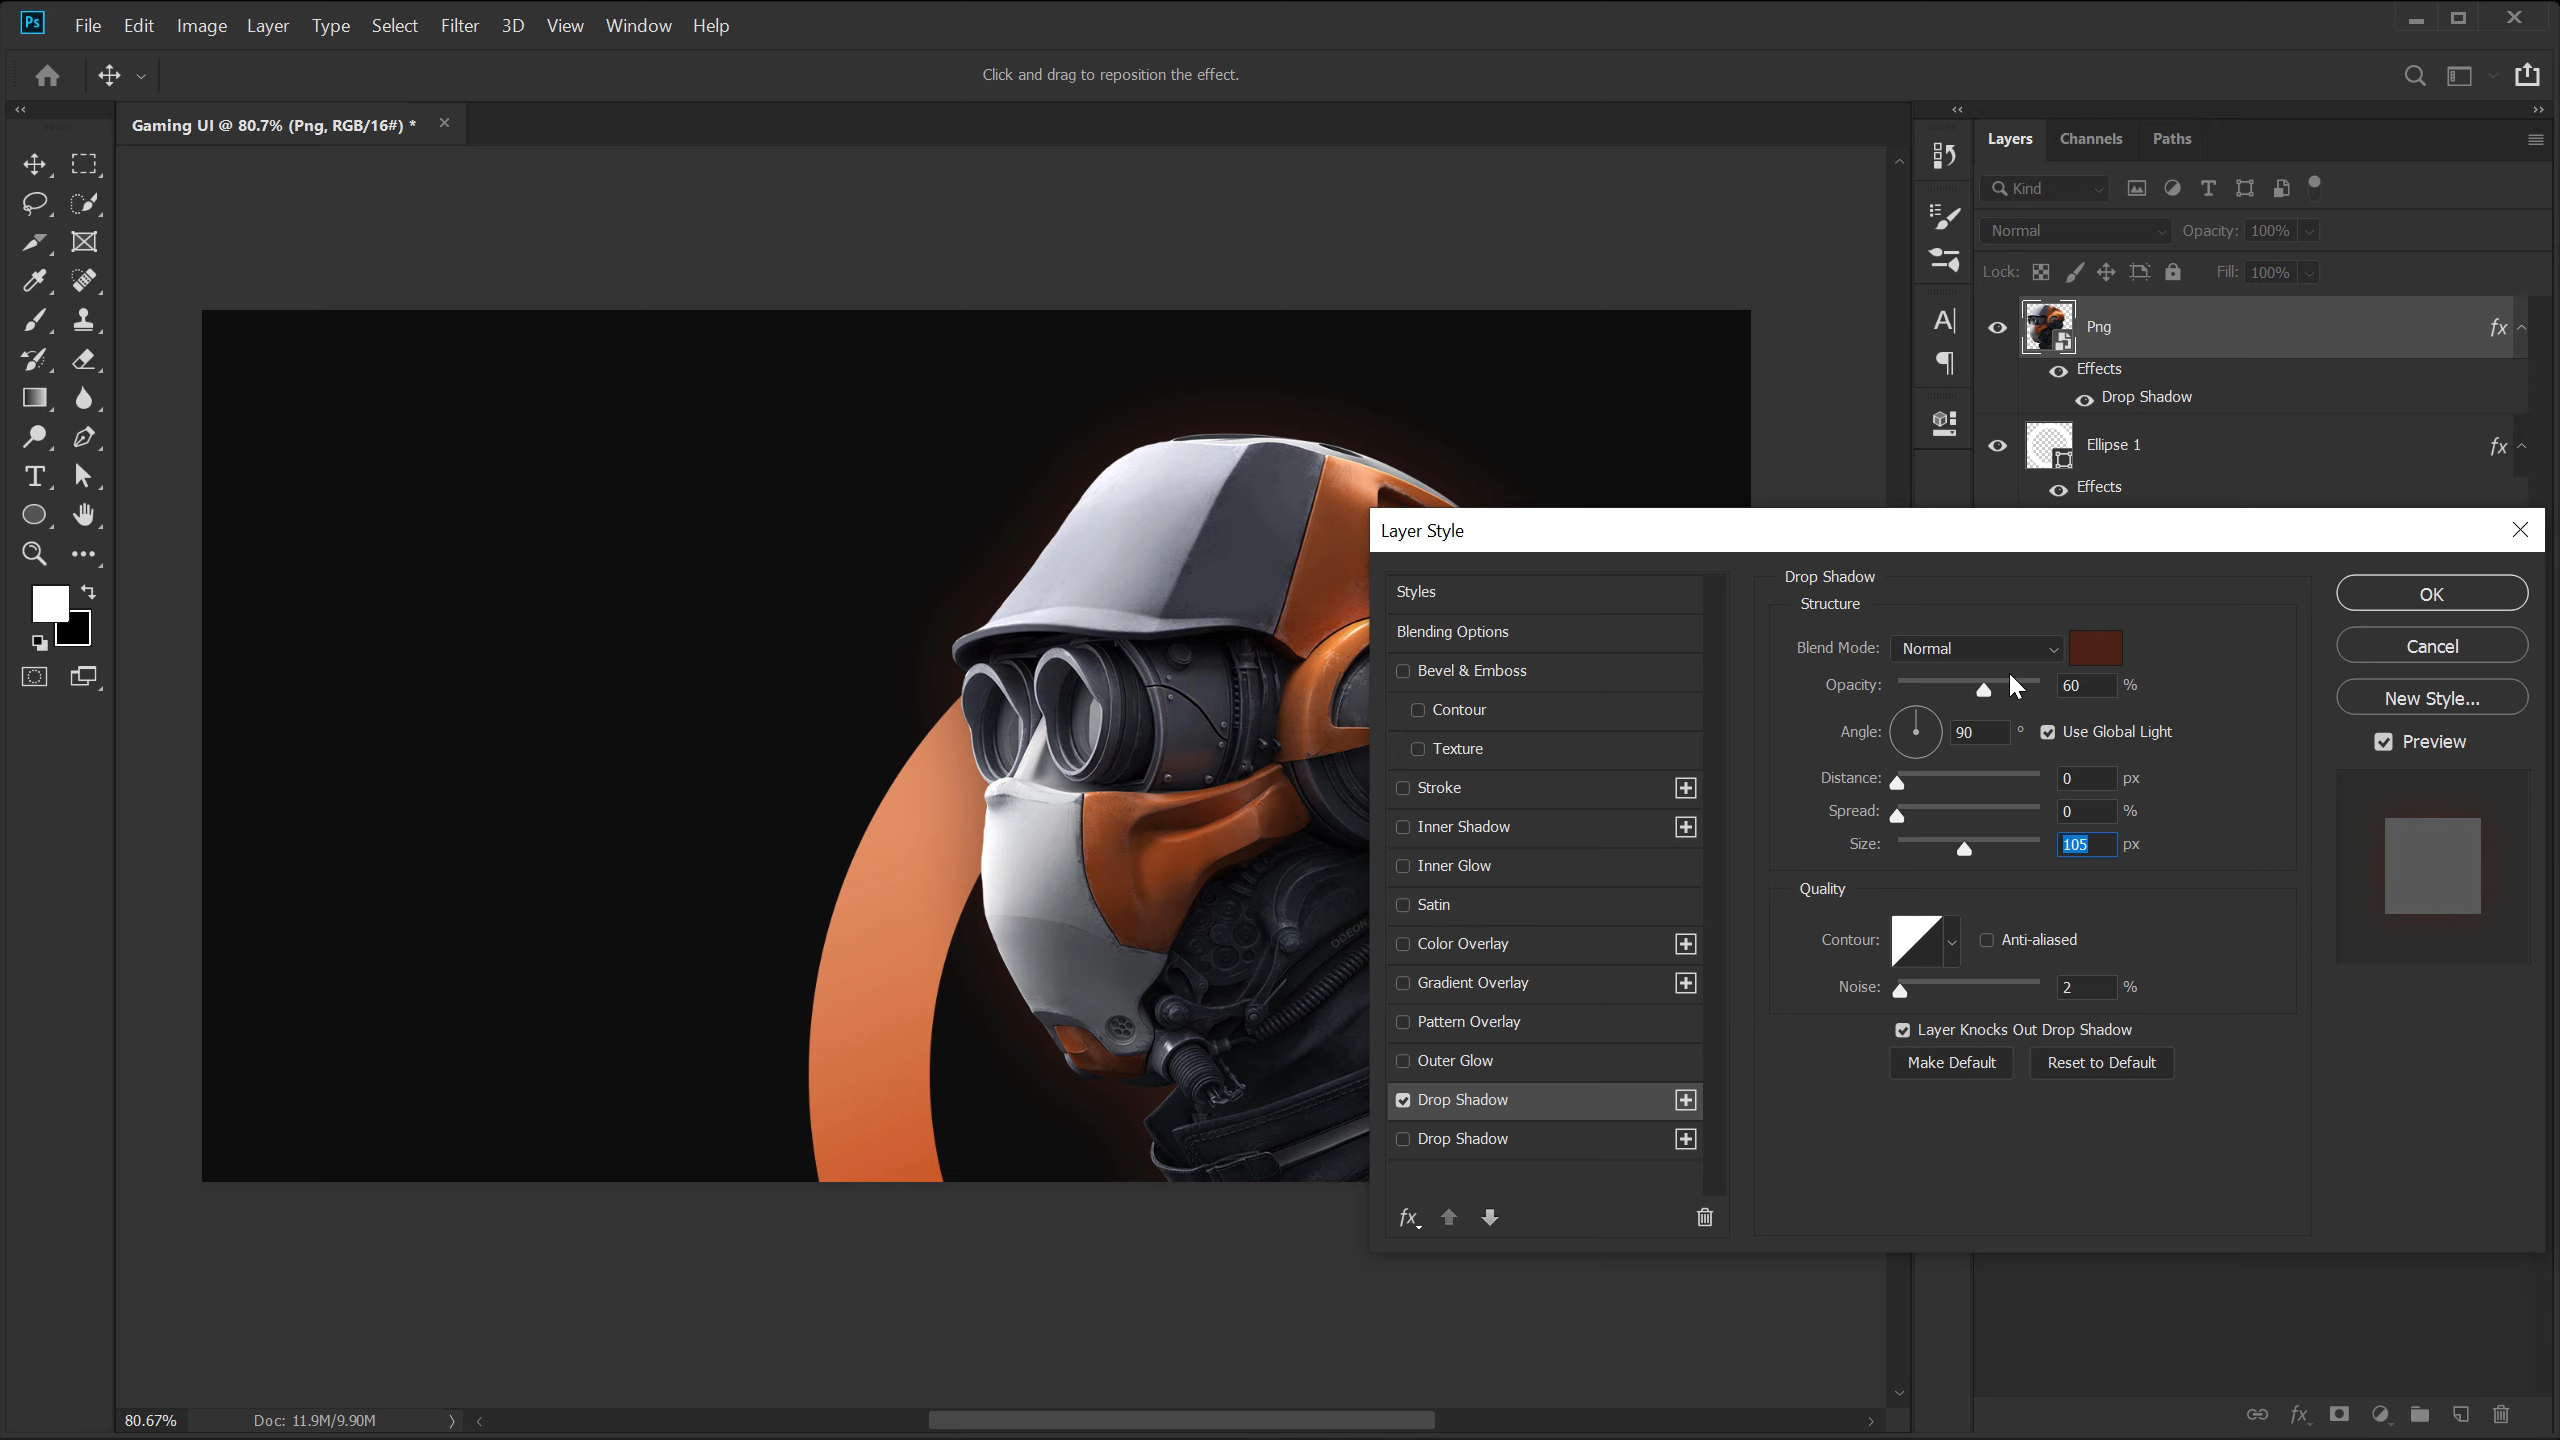 Ps File Edit Image Layer Type Select Filter 3D View Window Help
Click and drag to reposition the effect.
Gaming UI @ 80.7% (Png, RGB/16#) *
Layers Channels Paths
Kind
Normal Opacity: 100%
Lock: Fill: 100%
Png fx
Effects
Drop Shadow
Ellipse 1 fx
Effects
Layer Style
Styles
Blending Options
Bevel & Emboss
Contour
Texture
Stroke
Inner Shadow
Inner Glow
Satin
Color Overlay
Gradient Overlay
Pattern Overlay
Outer Glow
Drop Shadow
Drop Shadow
fx
Drop Shadow
Structure
Blend Mode: Normal
Opacity: 60 %
Angle: 90 ° Use Global Light
Distance: 0 px
Spread: 0 %
Size: 105 px
Quality
Contour: Anti-aliased
Noise: 2 %
Layer Knocks Out Drop Shadow
Make Default Reset to Default
OK
Cancel
New Style...
Preview
ODEON
80.67% Doc: 11.9M/9.90M
fx